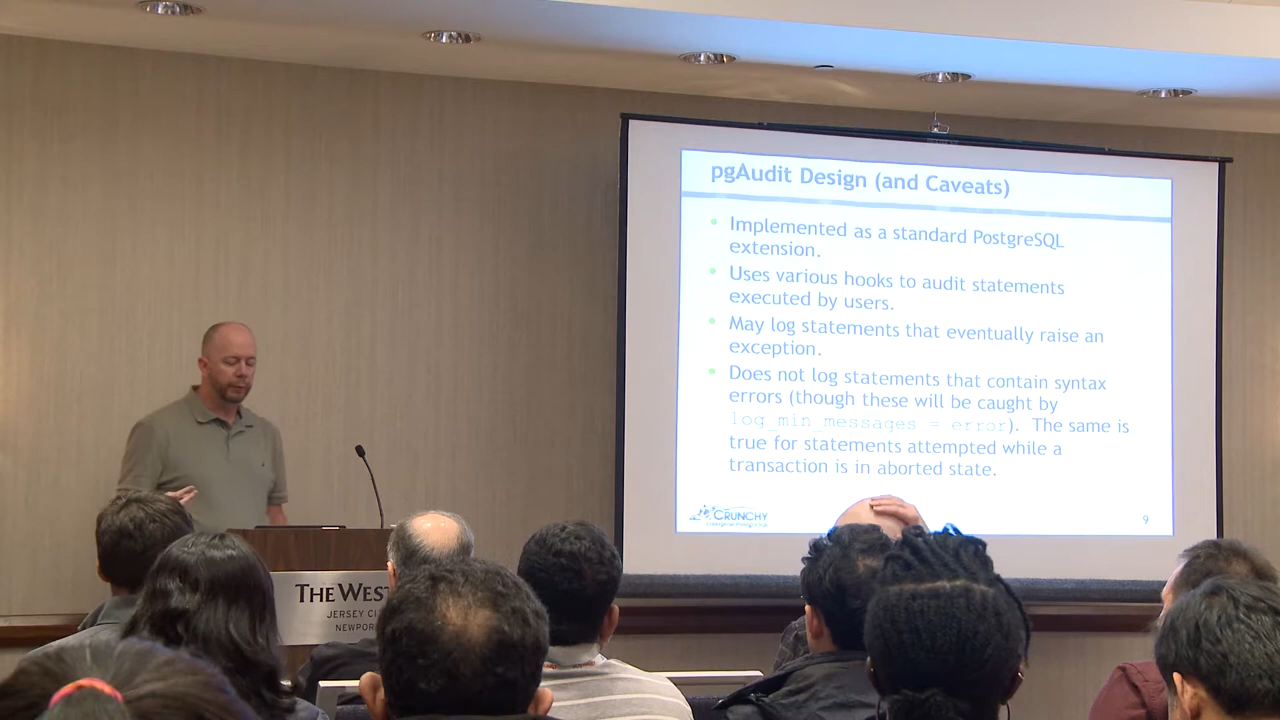 pgAudit Design (and Caveats)
• Implemented as a standard PostgreSQL
extension.
• Uses various hooks to audit statements
executed by users.
• May log statements that eventually raise an
exception.
• Does not log statements that contain syntax
errors (though these will be caught by
log_min_messages = error). The same is
true for statements attempted while a
transaction is in aborted state.
CRUNCHY
9
THE WEST
JERSEY CI
NEWPOR